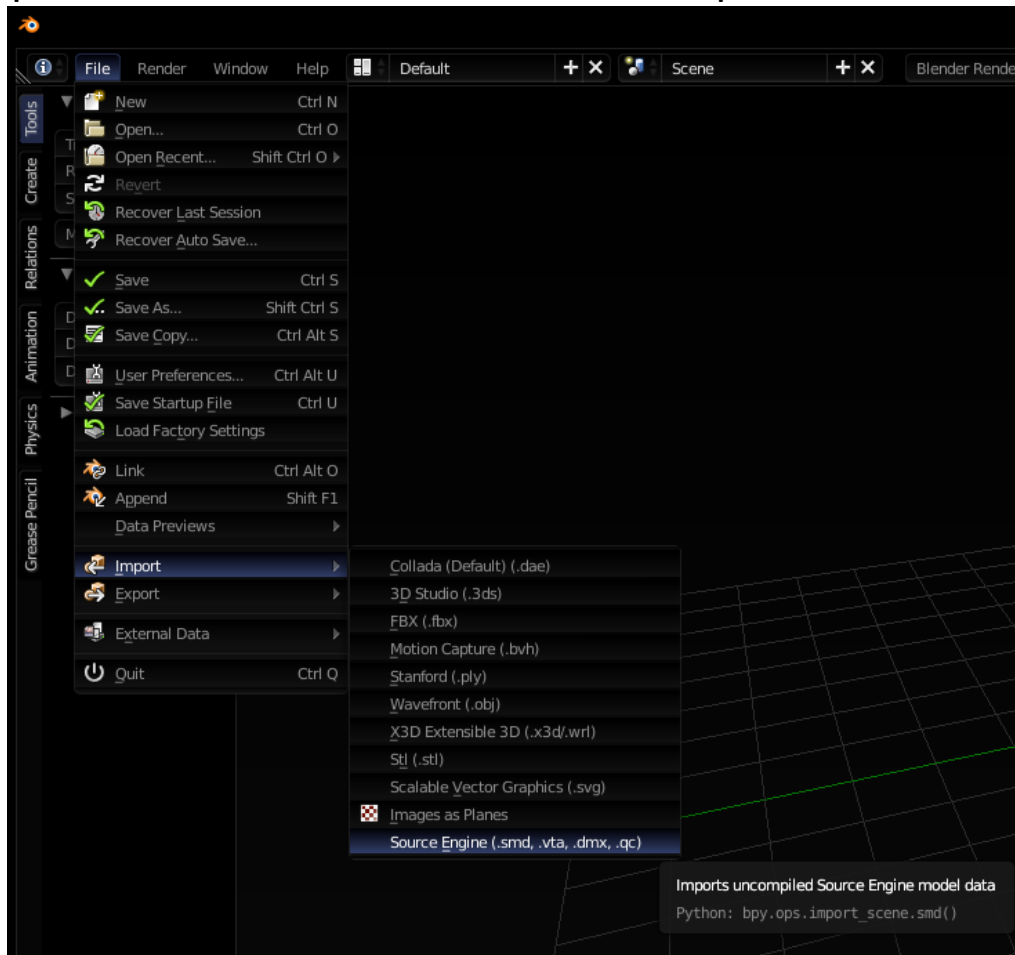 File Render Window Help Default Scene Blender Rende
Tools
Create
Relations
Animation
Physics
Grease Pencil
New Ctrl N
Open... Ctrl O
Open Recent... Shift Ctrl O
Revert
Recover Last Session
Recover Auto Save...
Save Ctrl S
Save As... Shift Ctrl S
Save Copy... Ctrl Alt S
User Preferences... Ctrl Alt U
Save Startup File Ctrl U
Load Factory Settings
Link Ctrl Alt O
Append Shift F1
Data Previews
Import
Export
External Data
Quit Ctrl Q
Collada (Default) (.dae)
3D Studio (.3ds)
FBX (.fbx)
Motion Capture (.bvh)
Stanford (.ply)
Wavefront (.obj)
X3D Extensible 3D (.x3d/.wrl)
Stl (.stl)
Scalable Vector Graphics (.svg)
Images as Planes
Source Engine (.smd, .vta, .dmx, .qc)
Imports uncompiled Source Engine model data
Python: bpy.ops.import_scene.smd()